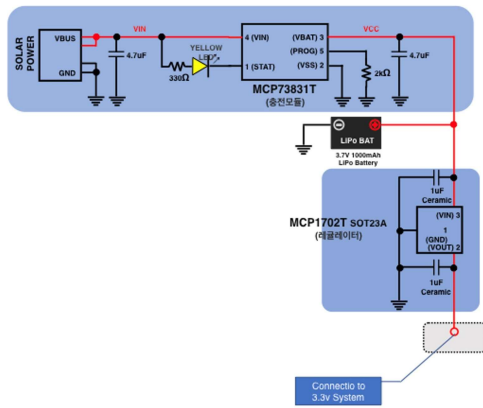 SOLAR
POWER
VBUS
GND
VIN
4.7uF
YELLOW
LED
330Ω
4 (VIN)
1 (STAT)
(VBAT) 3
(PROG) 5
(VSS) 2
MCP73831T
(충전모듈)
VCC
4.7uF
2kΩ
LiPo BAT
3.7V 1000mAh
LiPo Battery
1uF
Ceramic
MCP1702T SOT23A
(레귤레이터)
(VIN) 3
1
(GND)
(VOUT) 2
1uF
Ceramic
Connectio to
3.3v System